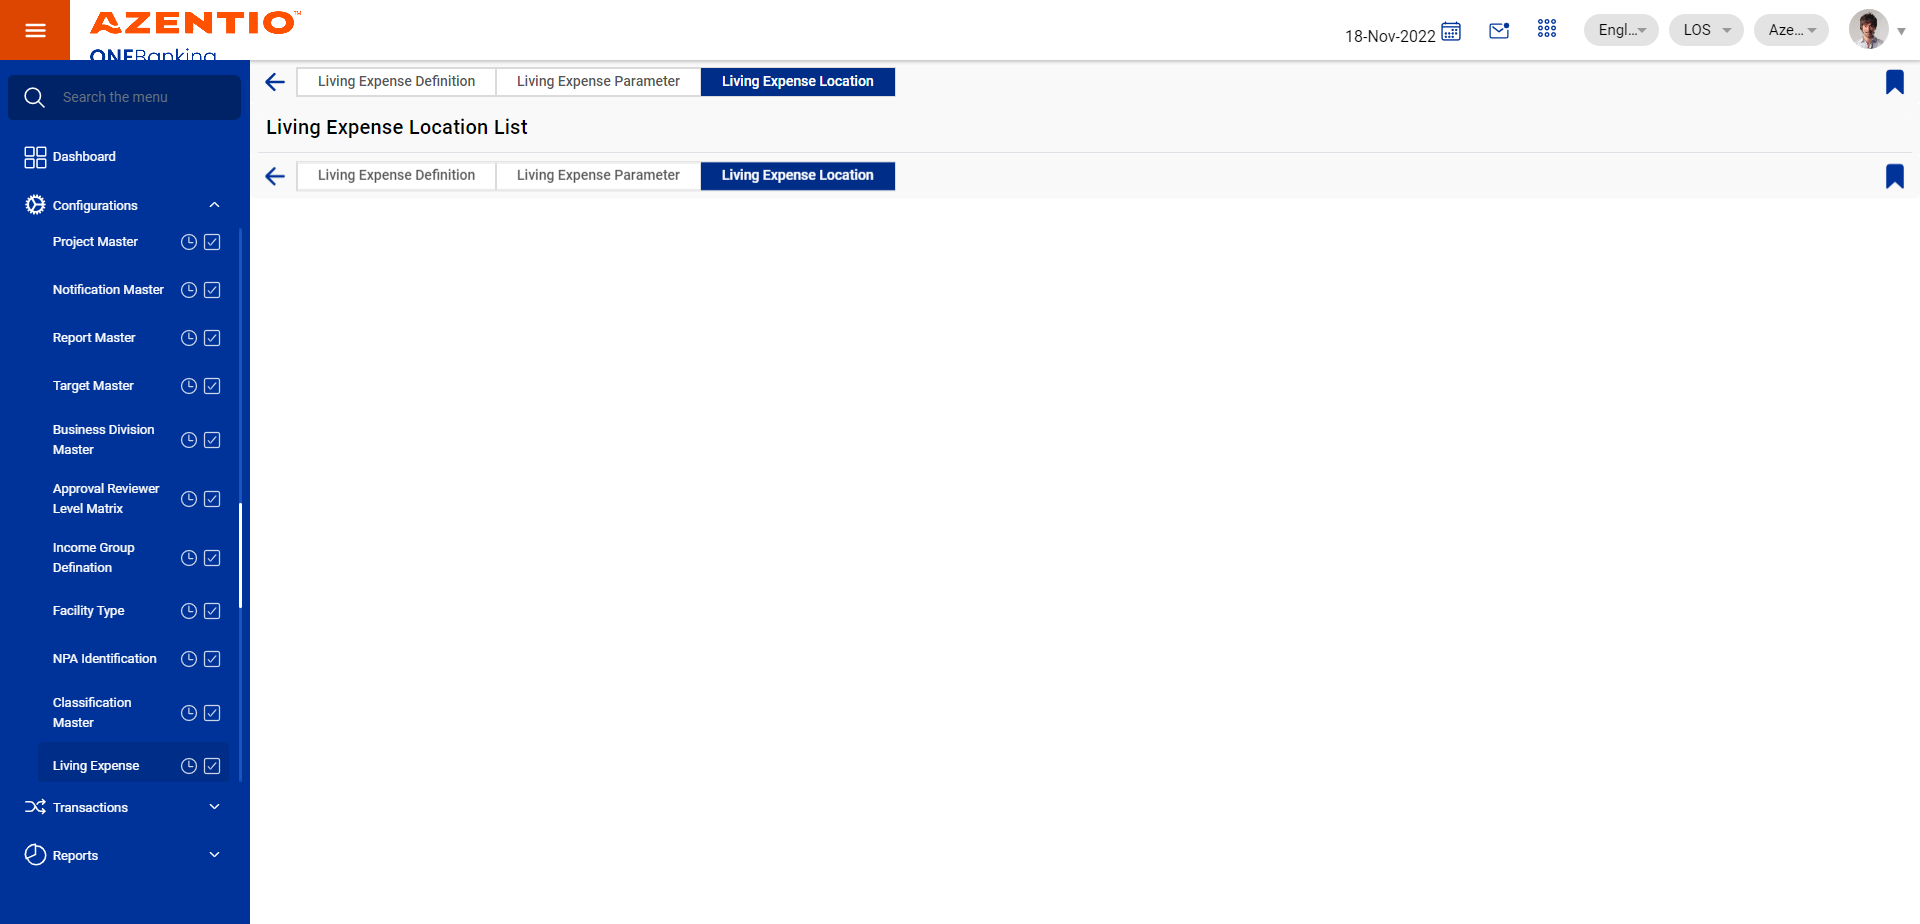 AZENTIO™
ONEBanking
18-Nov-2022
Engl...
LOS
Aze...
Search the menu
Dashboard
Configurations
Project Master
Notification Master
Report Master
Target Master
Business Division
Master
Approval Reviewer
Level Matrix
Income Group
Defination
Facility Type
NPA Identification
Classification
Master
Living Expense
Transactions
Reports
Living Expense Definition
Living Expense Parameter
Living Expense Location
Living Expense Location List
Living Expense Definition
Living Expense Parameter
Living Expense Location